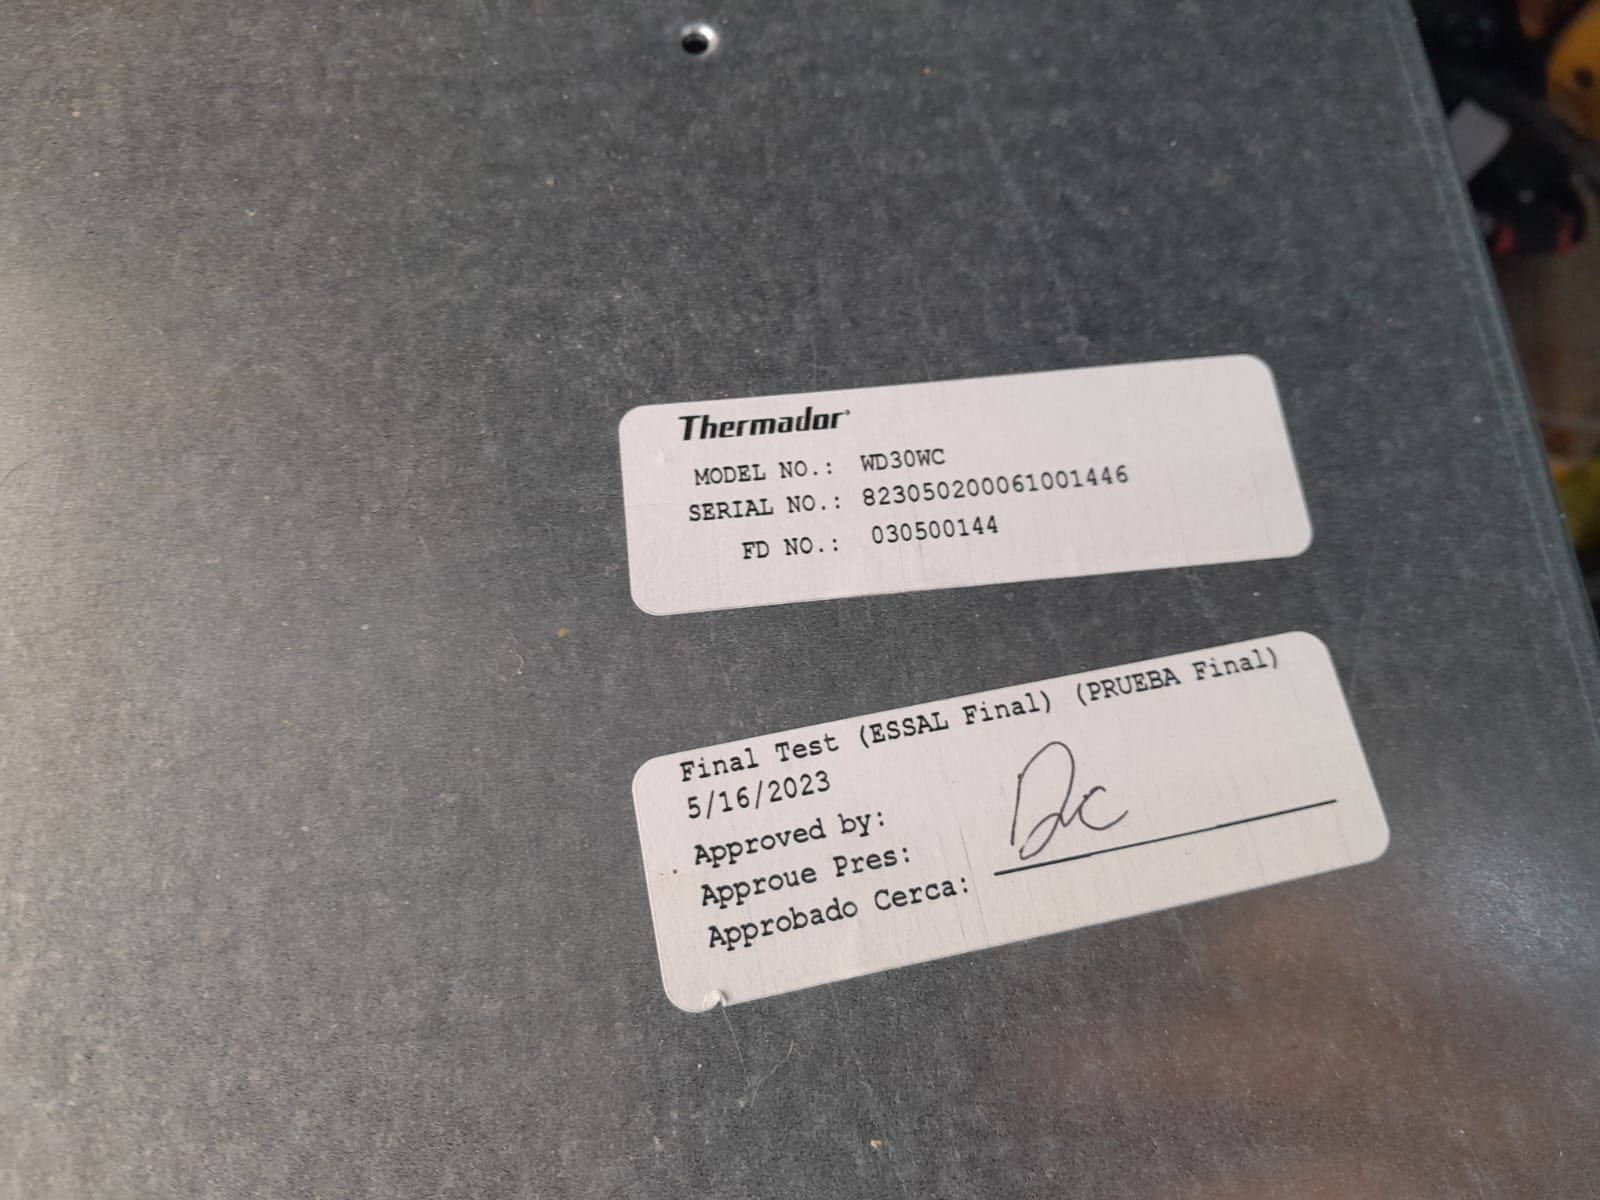 Thermador®
MODEL NO.: WD30WC
SERIAL NO.: 823050200061001446
FD NO.: 030500144
Final Test (ESSAL Final) (PRUEBA Final)
5/16/2023
Approved by:
Approue Pres:
Approbado Cerca: